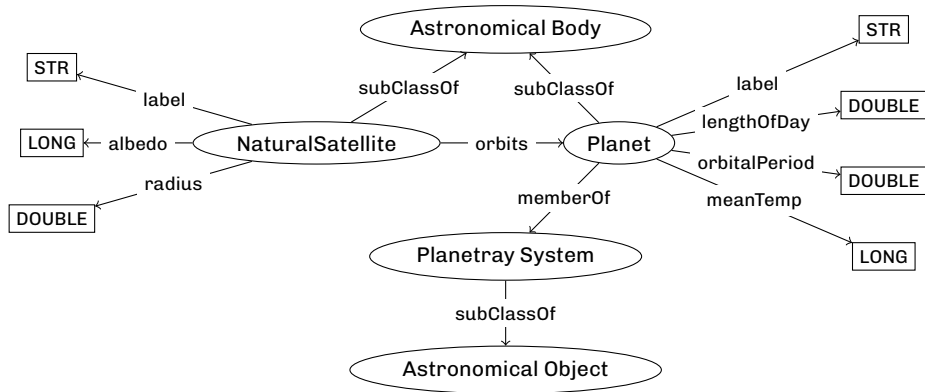 Astronomical Body
STR
STR
subClassOf
subClassOf
label
label
DOUBLE
lengthOfDay
LONG
albedo
NaturalSatellite
orbits
Planet
orbitalPeriod
DOUBLE
radius
memberOf
meanTemp
DOUBLE
Planetray System
LONG
subClassOf
Astronomical Object